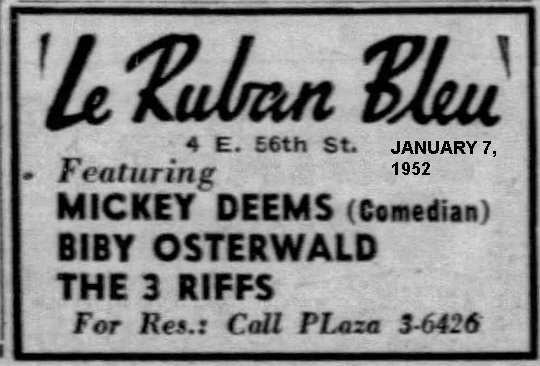 'Le Ruban Bleu'
4 E. 56th St.
JANUARY 7,
1952
Featuring
MICKEY DEEMS (Comedian)
BIBY OSTERWALD
THE 3 RIFFS
For Res.: Call PLaza 3-6426